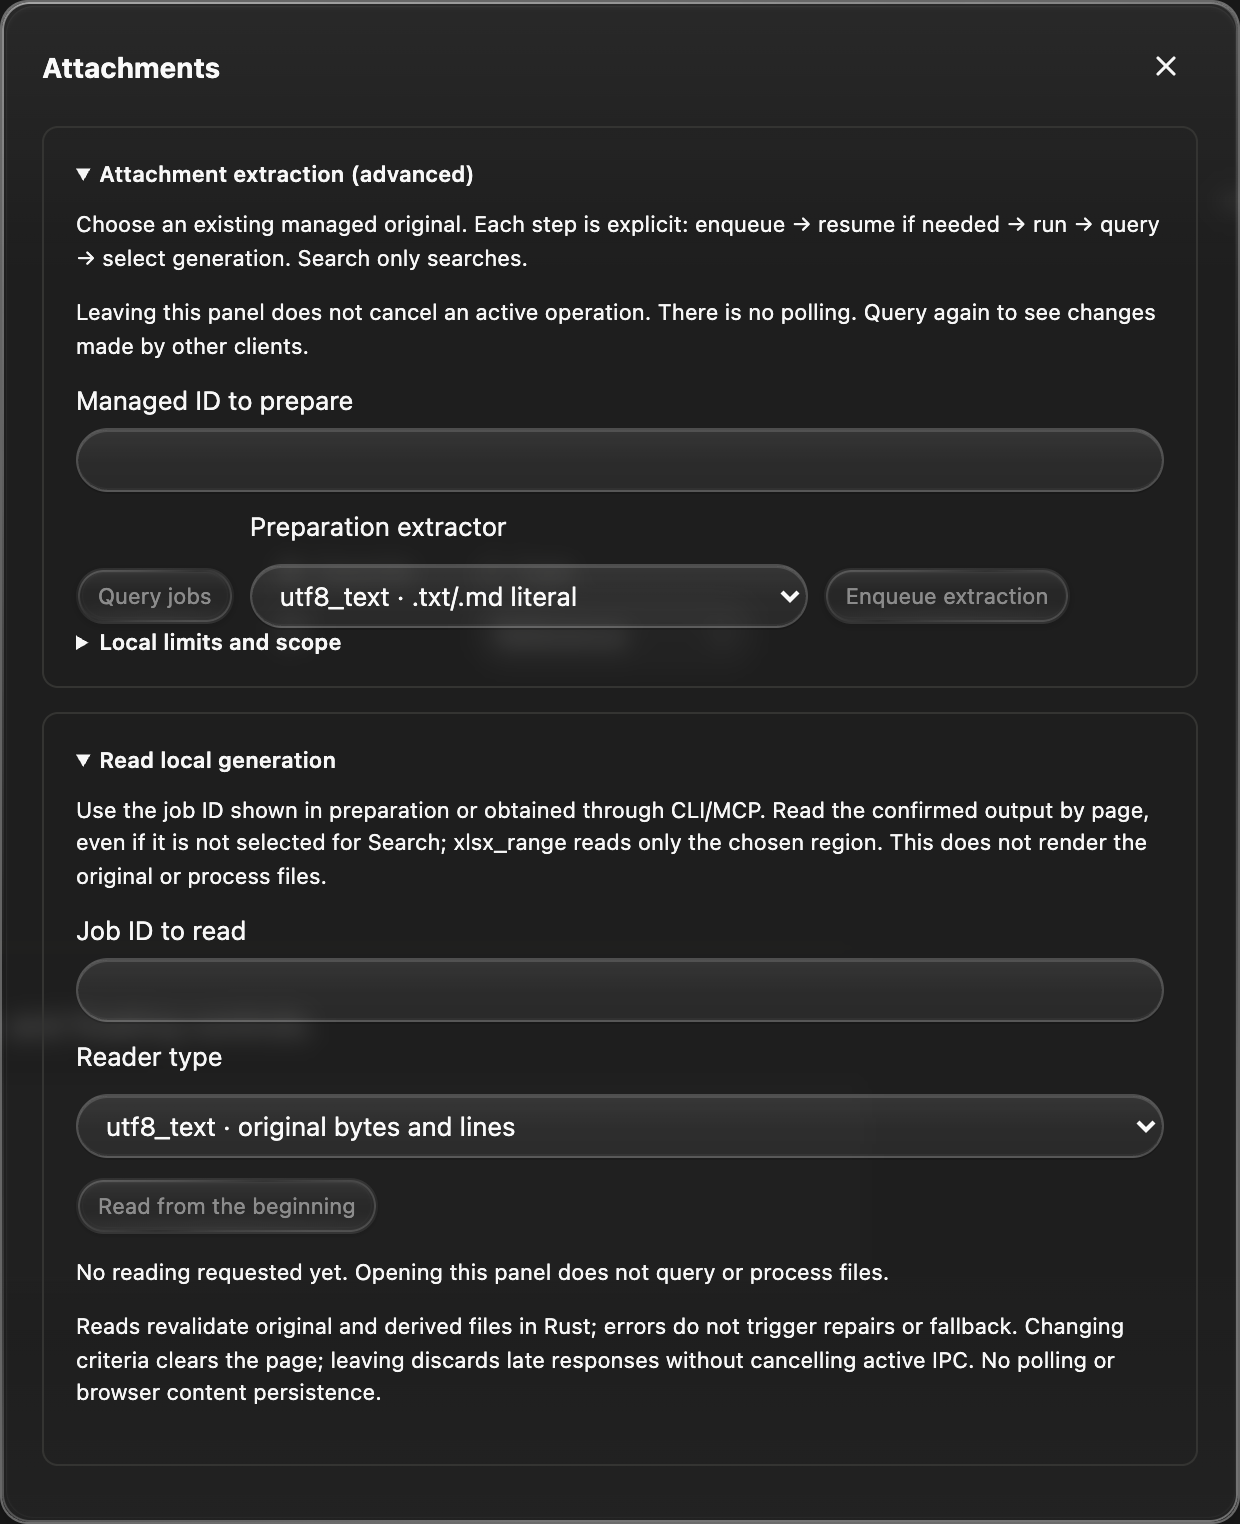 Attachments
Attachment extraction (advanced)
Choose an existing managed original. Each step is explicit: enqueue → resume if needed → run → query
→ select generation. Search only searches.
Leaving this panel does not cancel an active operation. There is no polling. Query again to see changes
made by other clients.
Managed ID to prepare
Preparation extractor
Query jobs
utf8_text · .txt/.md literal
Enqueue extraction
Local limits and scope
Read local generation
Use the job ID shown in preparation or obtained through CLI/MCP. Read the confirmed output by page,
even if it is not selected for Search; xlsx_range reads only the chosen region. This does not render the
original or process files.
Job ID to read
Reader type
utf8_text · original bytes and lines
Read from the beginning
No reading requested yet. Opening this panel does not query or process files.
Reads revalidate original and derived files in Rust; errors do not trigger repairs or fallback. Changing
criteria clears the page; leaving discards late responses without cancelling active IPC. No polling or
browser content persistence.